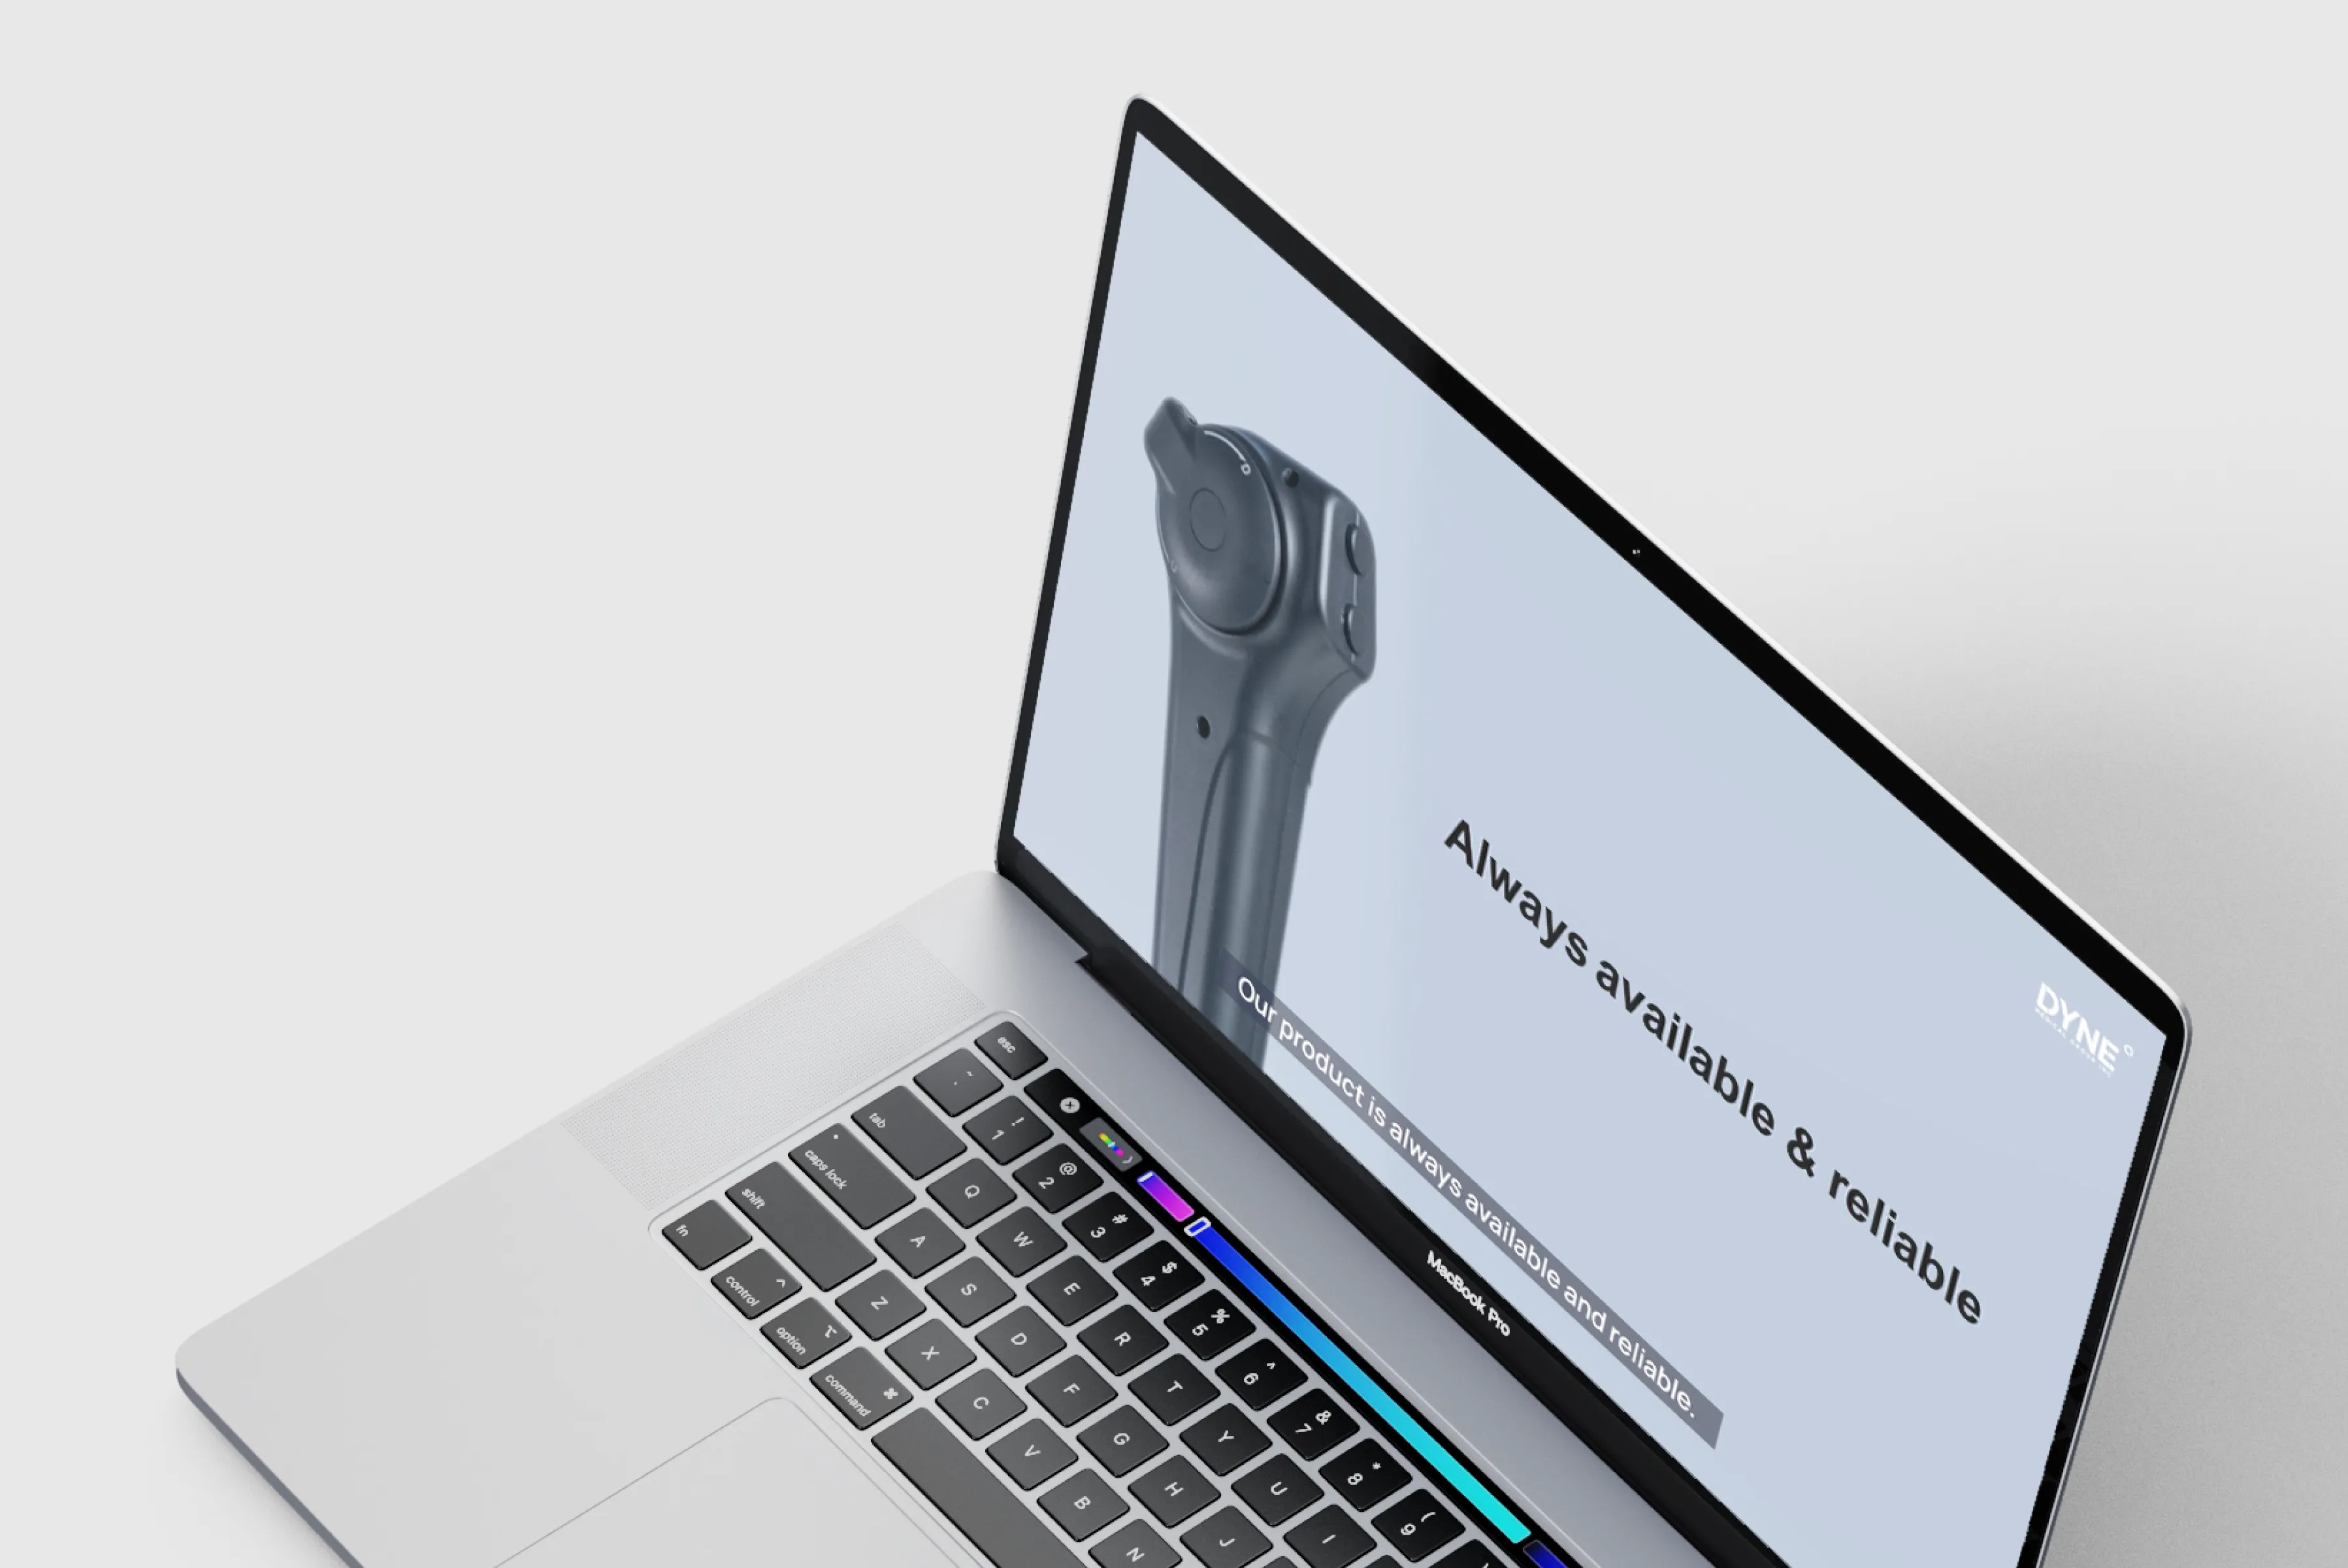 Always available & reliable
DYNE
Our product is always available and reliable.
MacBook Pro
esc
~
! 1
@ 2
# 3
$ 4
% 5
^ 6
& 7
* 8
( 9
tab
Q
W
E
R
T
Y
U
I
caps lock
A
S
D
F
G
H
J
shift
Z
X
C
V
B
N
fn
control
option
command